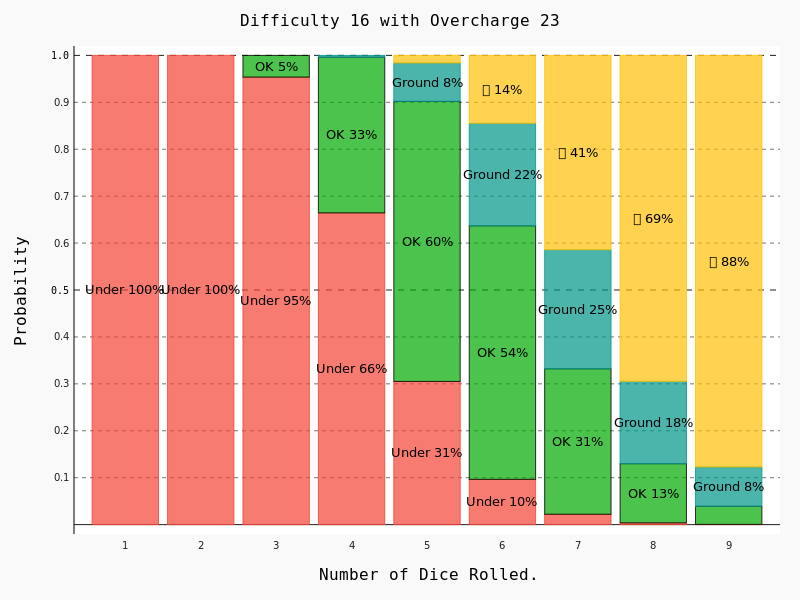 Difficulty 16 with Overcharge 23
Probability
1.0
0.9
0.8
0.7
0.6
0.5
0.4
0.3
0.2
0.1
Under 100%
Under 100%
OK 5%
Under 95%
OK 33%
Under 66%
Ground 8%
OK 60%
Under 31%
▯ 14%
Ground 22%
OK 54%
Under 10%
▯ 41%
Ground 25%
OK 31%
▯ 69%
Ground 18%
OK 13%
▯ 88%
Ground 8%
1 2 3 4 5 6 7 8 9
Number of Dice Rolled.